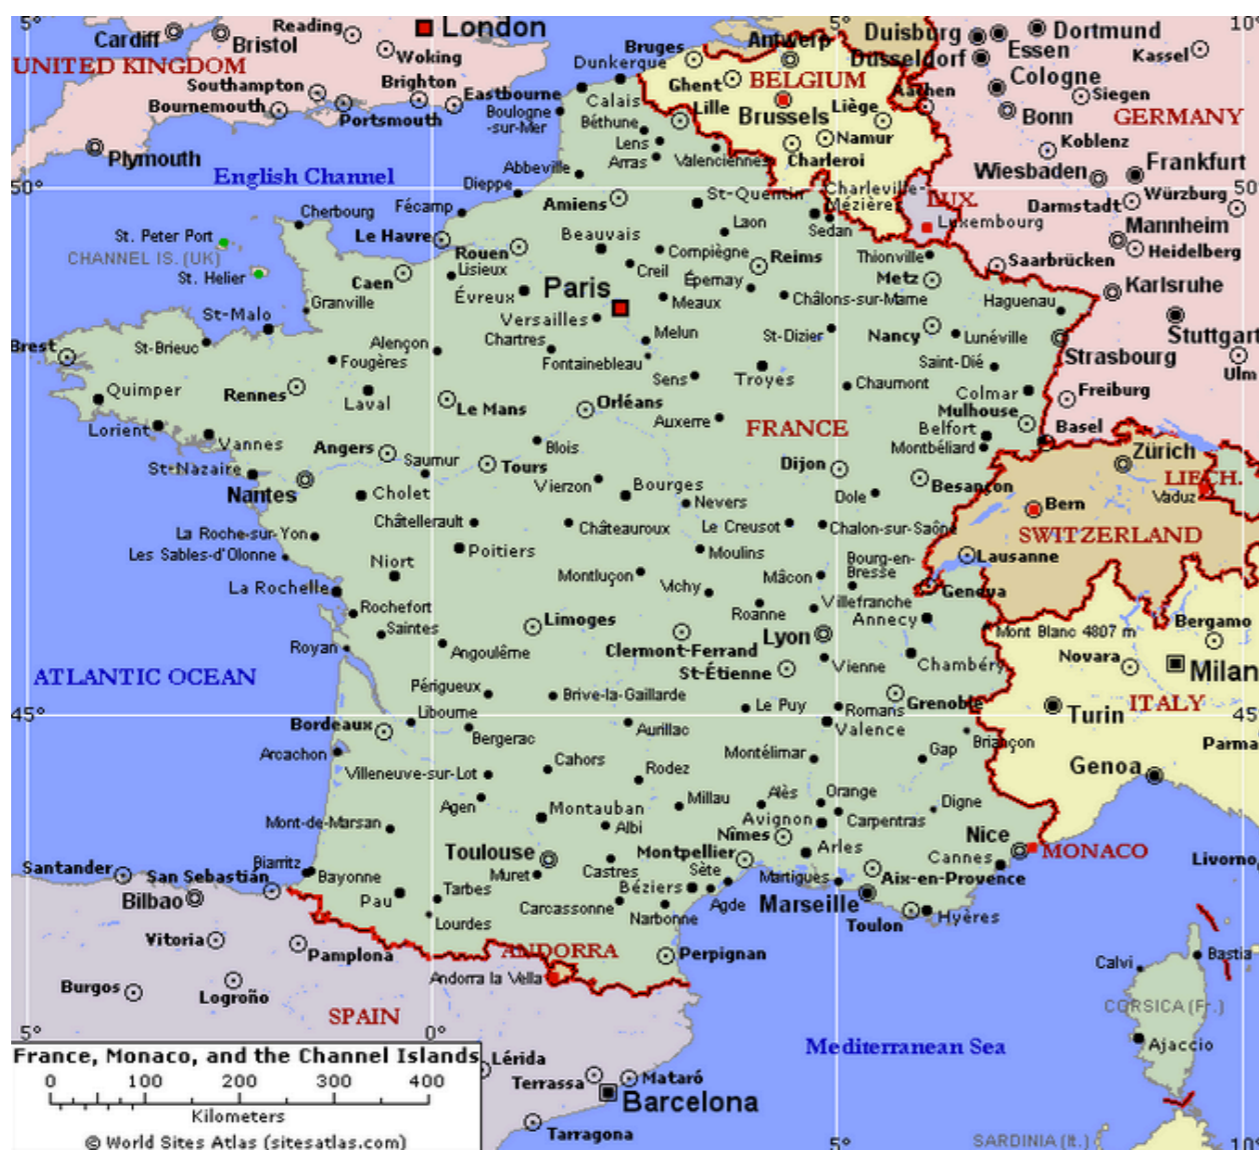 5°
5°
10°
Cardiff
Bristol
Reading
London
Woking
UNITED KINGDOM
Southampton
Brighton
Bournemouth
Portsmouth
Eastbourne
Plymouth
English Channel
Bruges
Antwerp
Duisburg
Dortmund
Essen
Dusseldorf
Kassel
Dunkerque
BELGIUM
Cologne
Ghent
Aachen
Siegen
Calais
Lille
Brussels
Liège
Bonn
GERMANY
Boulogne
-sur-Mer
Béthune
Namur
Koblenz
Lens
Arras
Valenciennes
Charleroi
Wiesbaden
Frankfurt
Abbeville
50°
50
Dieppe
St-Quentin
Charleville-
Mézières
LUX.
Darmstadt
Würzburg
Fécamp
Amiens
Cherbourg
Laon
Sedan
Luxembourg
Mannheim
St. Peter Port
CHANNEL IS. (UK)
St. Helier
Le Havre
Rouen
Beauvais
Compiègne
Thionville
Saarbrücken
Heidelberg
Caen
Lisieux
Creil
Reims
Épernay
Metz
Karlsruhe
Granville
Évreux
Paris
Meaux
Châlons-sur-Marne
Haguenau
St-Malo
Versailles
Stuttgart
Brest
St-Brieuc
Alençon
Chartres
Melun
St-Dizier
Nancy
Lunéville
Strasbourg
Fougères
Fontainebleau
Saint-Dié
Ulm
Quimper
Rennes
Laval
Sens
Troyes
Chaumont
Colmar
Freiburg
Le Mans
Orléans
Mulhouse
Lorient
Vannes
Auxerre
FRANCE
Belfort
Basel
Angers
Blois
Montbéliard
Zürich
St-Nazaire
Saumur
Tours
Dijon
LIECH.
Nantes
Cholet
Vierzon
Bourges
Besançon
Vaduz
Nevers
Dole
Bern
La Roche-sur-Yon
Châtellerault
Châteauroux
Le Creusot
Chalon-sur-Saône
SWITZERLAND
Les Sables-d'Olonne
Poitiers
Moulins
Bourg-en-
Bresse
Lausanne
Niort
Montluçon
Mâcon
La Rochelle
Vichy
Geneva
Rochefort
Roanne
Villefranche
Saintes
Limoges
Annecy
Bergamo
Mont Blanc 4807 m
Royan
Angoulême
Clermont-Ferrand
Lyon
Novara
Milan
St-Étienne
Vienne
Chambéry
ATLANTIC OCEAN
Périgueux
Brive-la-Gaillarde
Grenoble
ITALY
Libourne
Le Puy
Romans
Turin
45°
45
Bordeaux
Bergerac
Aurillac
Valence
Briançon
Parma
Arcachon
Cahors
Montélimar
Gap
Genoa
Villeneuve-sur-Lot
Rodez
Agen
Montauban
Millau
Alès
Orange
Digne
Mont-de-Marsan
Albi
Avignon
Carpentras
Nîmes
Nice
MONACO
Biarritz
Toulouse
Montpellier
Arles
Cannes
Livorno,
Santander
San Sebastián
Bayonne
Muret
Castres
Sète
Martigues
Aix-en-Provence
Bilbao
Pau
Tarbes
Béziers
Marseille
Carcassonne
Agde
Toulon
Hyères
Lourdes
Narbonne
Vitoria
Pamplona
ANDORRA
Perpignan
Calvi
Bastia
Andorra la Vella
Burgos
Logroño
SPAIN
CORSICA (Fr.)
5°
0°
Mediterranean Sea
Ajaccio
France, Monaco, and the Channel Islands
Lérida
0 100 200 300 400
Terrassa
Mataró
Kilometers
Barcelona
© World Sites Atlas (sitesatlas.com)
Tarragona
5°
SARDINIA (It.)
10°